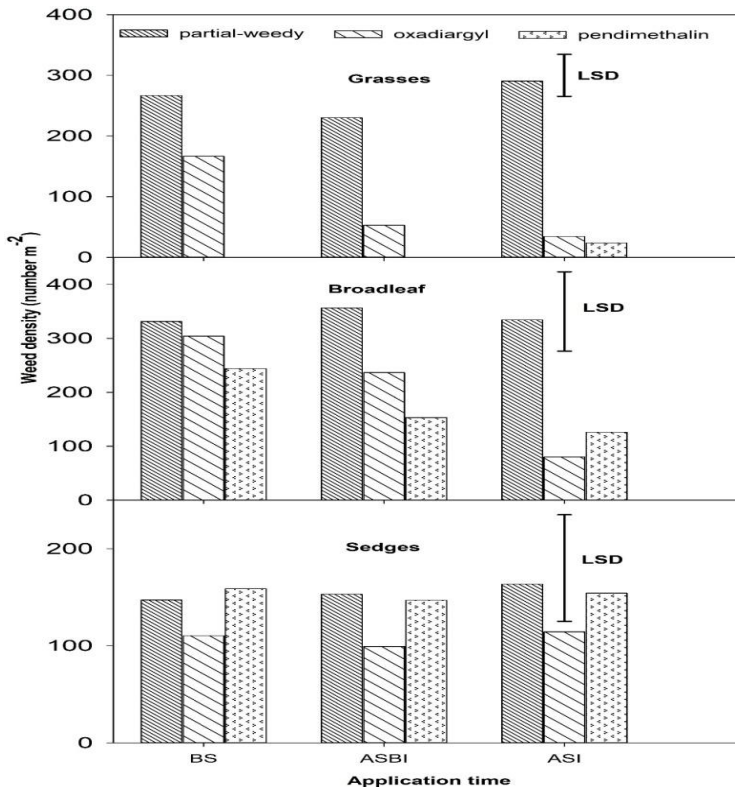 400
partial-weedy oxadiargyl pendimethalin
Grasses
LSD
300
200
100
0
Weed density (number m⁻²)
400
Broadleaf
LSD
300
200
100
0
Sedges
LSD
200
100
0
BS ASBI ASI
Application time